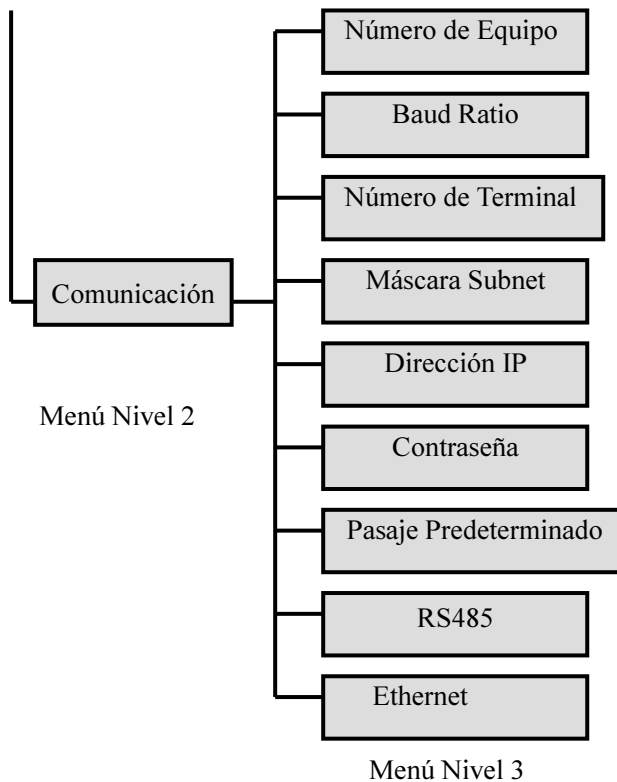 Número de Equipo
Baud Ratio
Número de Terminal
Máscara Subnet
Comunicación
Dirección IP
Menú Nivel 2
Contraseña
Pasaje Predeterminado
RS485
Ethernet
Menú Nivel 3